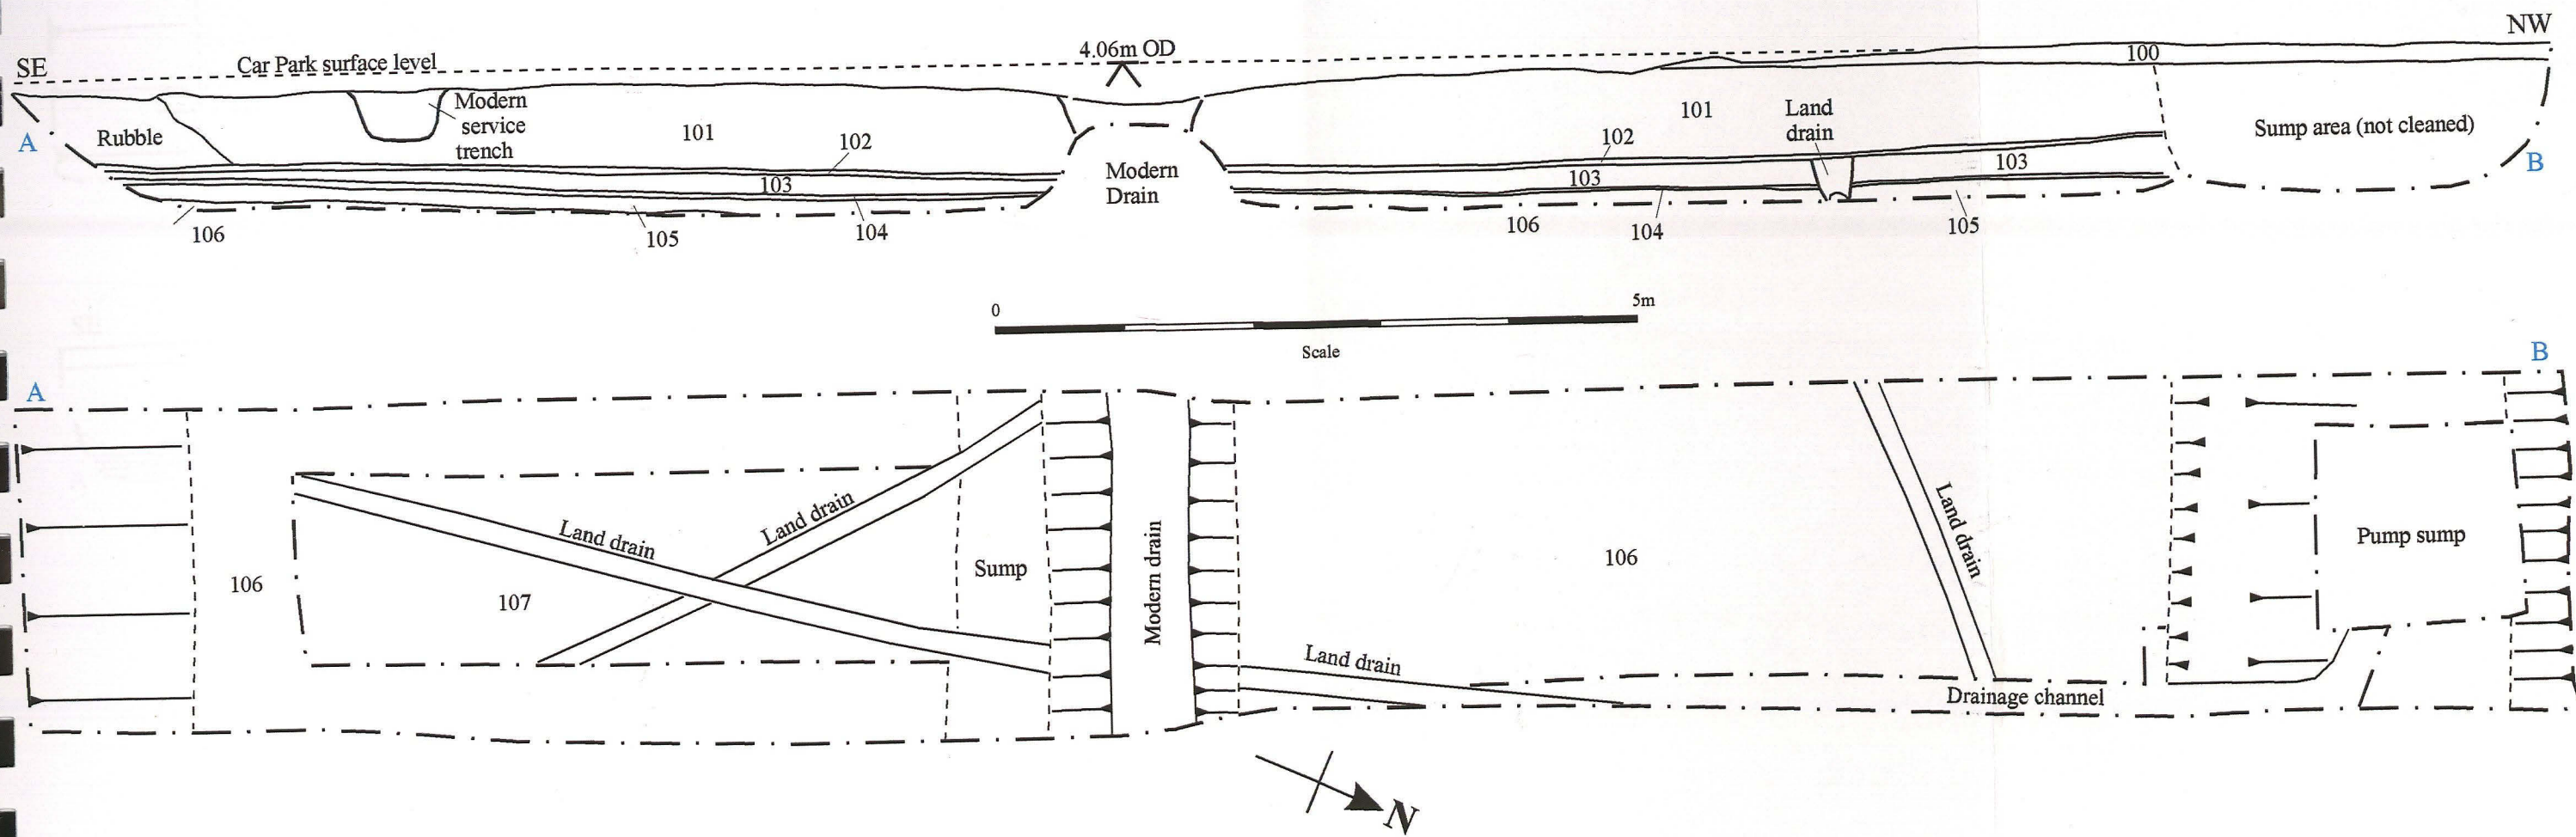 NW
4.06m OD
SE
Car Park surface level
100
Modern
service
trench
101
102
101
Land
drain
102
Rubble
Sump area (not cleaned)
A
B
103
103
103
Modern
Drain
106
105
104
106
104
105
0
5m
Scale
A
B
Land drain
Land drain
Sump
Modern drain
106
107
106
Land drain
Pump sump
Land drain
Drainage channel
N